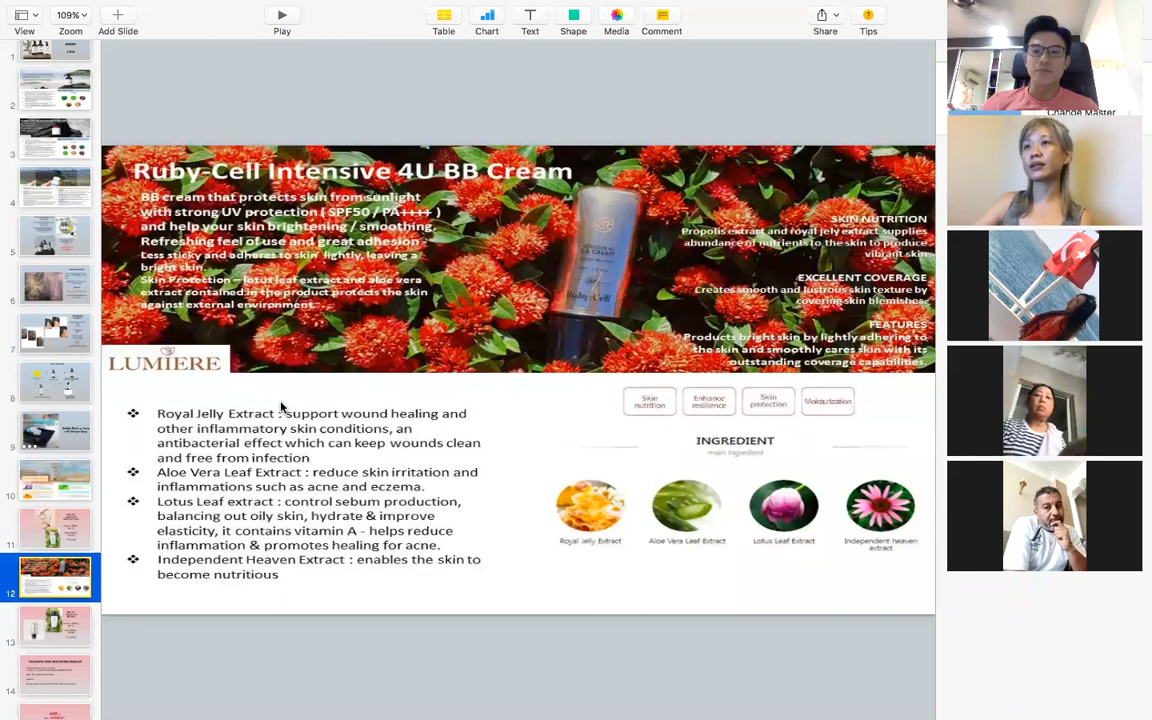 109%
View
Zoom
Add Slide
Play
Table
Chart
Text
Shape
Media
Comment
Share
Tips
Change Master
1
2
3
4
5
6
7
8
9
10
11
12
13
14
Ruby-Cell Intensive 4U BB Cream
BB cream that protects skin from sunlight
with strong UV protection ( SPF50 / PA++++ )
and help your skin brightening / smoothing.
Refreshing feel of use and great adhesion -
Less sticky and adheres to skin lightly, leaving a
bright skin.
Skin Protection – lotus leaf extract and aloe vera
extract contained in the product protects the skin
against external environment.
SKIN NUTRITION
Propolis extract and royal jely extract supplies
abundance of nutrients to the skin to produce
vibrant skin
EXCELLENT COVERAGE
Creates smooth and lustrous skin texture by
covering skin blemishes.
FEATURES
Products bright skin by lightly adhering to
the skin and smoothly cares skin with its
outstanding coverage capabilities.
Ruby-Cell
LUMIERE
❖ Royal Jelly Extract : support wound healing and
other inflammatory skin conditions, an
antibacterial effect which can keep wounds clean
and free from infection
❖ Aloe Vera Leaf Extract : reduce skin irritation and
inflammations such as acne and eczema.
❖ Lotus Leaf extract : control sebum production,
balancing out oily skin, hydrate & improve
elasticity, it contains vitamin A - helps reduce
inflammation & promotes healing for acne.
❖ Independent Heaven Extract : enables the skin to
become nutritious
Skin nutrition
Enhance resilience
Skin protection
Moisturization
INGREDIENT
main ingredient
Royal Jelly Extract
Aloe Vera Leaf Extract
Lotus Leaf Extract
Independent heaven
extract